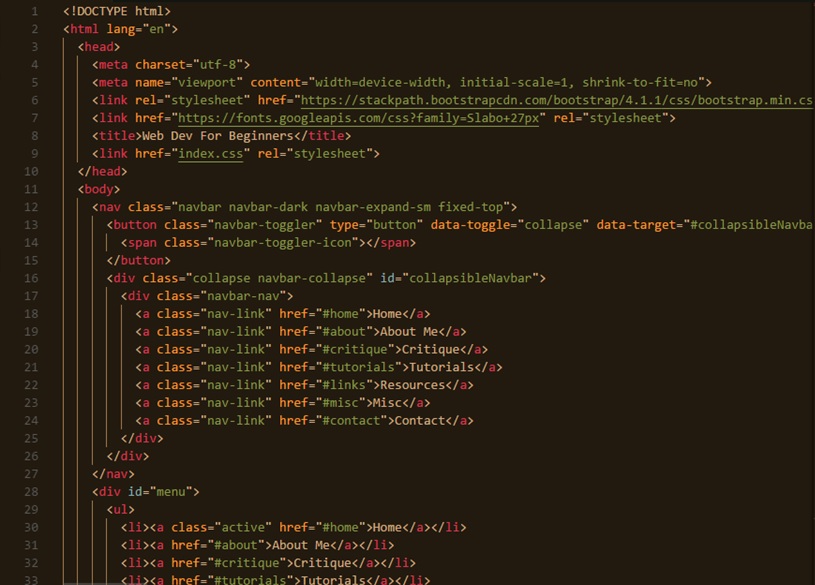 1 <!DOCTYPE html>
2 <html lang="en">
3 <head>
4 <meta charset="utf-8">
5 <meta name="viewport" content="width=device-width, initial-scale=1, shrink-to-fit=no">
6 <link rel="stylesheet" href="https://stackpath.bootstrapcdn.com/bootstrap/4.1.1/css/bootstrap.min.cs
7 <link href="https://fonts.googleapis.com/css?family=Slabo+27px" rel="stylesheet">
8 <title>Web Dev For Beginners</title>
9 <link href="index.css" rel="stylesheet">
10 </head>
11 <body>
12 <nav class="navbar navbar-dark navbar-expand-sm fixed-top">
13 <button class="navbar-toggler" type="button" data-toggle="collapse" data-target="#collapsibleNavba
14 <span class="navbar-toggler-icon"></span>
15 </button>
16 <div class="collapse navbar-collapse" id="collapsibleNavbar">
17 <div class="navbar-nav">
18 <a class="nav-link" href="#home">Home</a>
19 <a class="nav-link" href="#about">About Me</a>
20 <a class="nav-link" href="#critique">Critique</a>
21 <a class="nav-link" href="#tutorials">Tutorials</a>
22 <a class="nav-link" href="#links">Resources</a>
23 <a class="nav-link" href="#misc">Misc</a>
24 <a class="nav-link" href="#contact">Contact</a>
25 </div>
26 </div>
27 </nav>
28 <div id="menu">
29 <ul>
30 <li><a class="active" href="#home">Home</a></li>
31 <li><a href="#about">About Me</a></li>
32 <li><a href="#critique">Critique</a></li>
33 <li><a href="#tutorials">Tutorials</a></li>